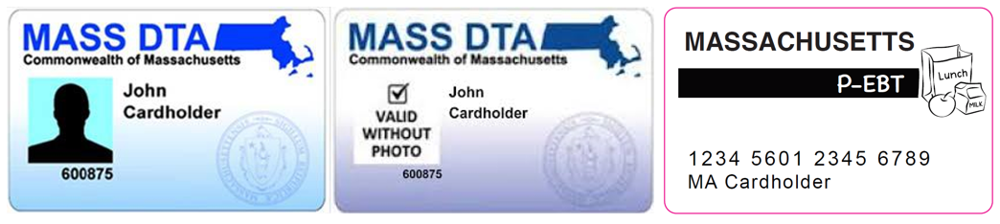 MASS DTA
Commonwealth of Massachusetts
John
Cardholder
600875
MASS DTA
Commonwealth of Massachusetts
VALID
WITHOUT
PHOTO
John
Cardholder
600875
MASSACHUSETTS
P-EBT
Lunch
MILK
1234 5601 2345 6789
MA Cardholder